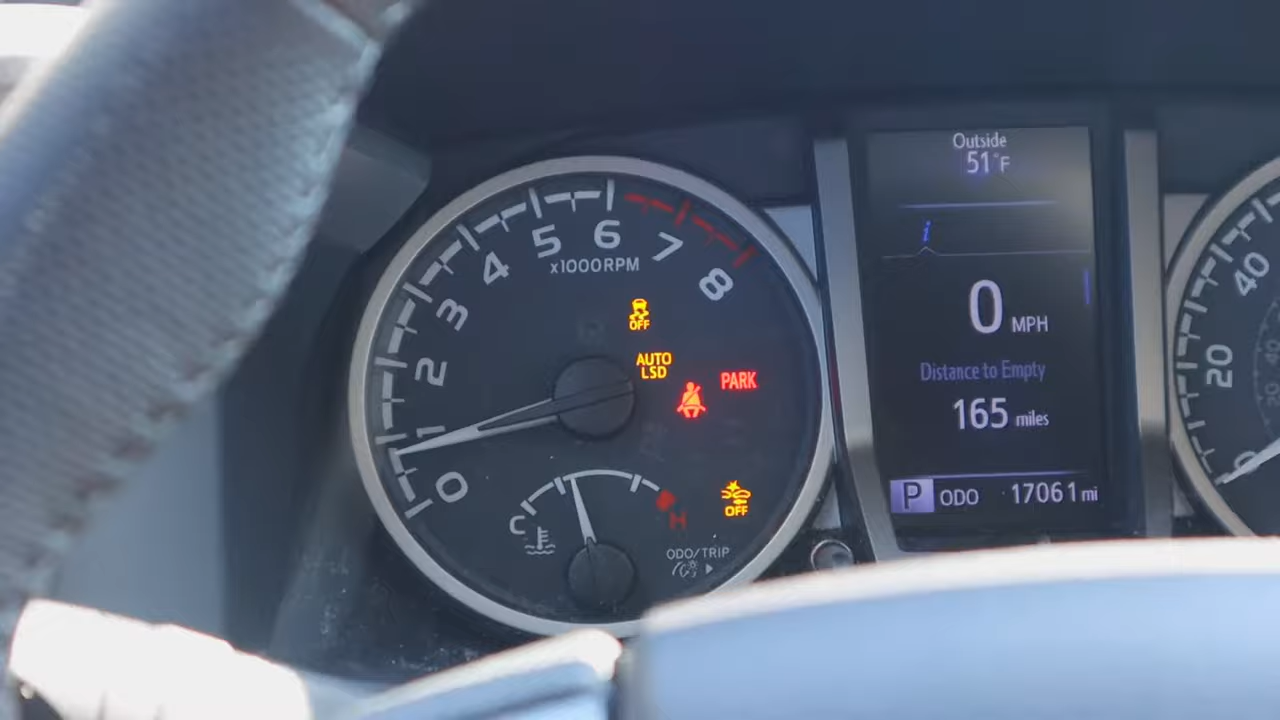 Outside
51°F
i
0 MPH
Distance to Empty
165 miles
P ODO 17061 mi
0
1
2
3
4
5
6
7
8
x1000RPM
OFF
AUTO
LSD
PARK
OFF
C
H
ODO/TRIP
0
20
40